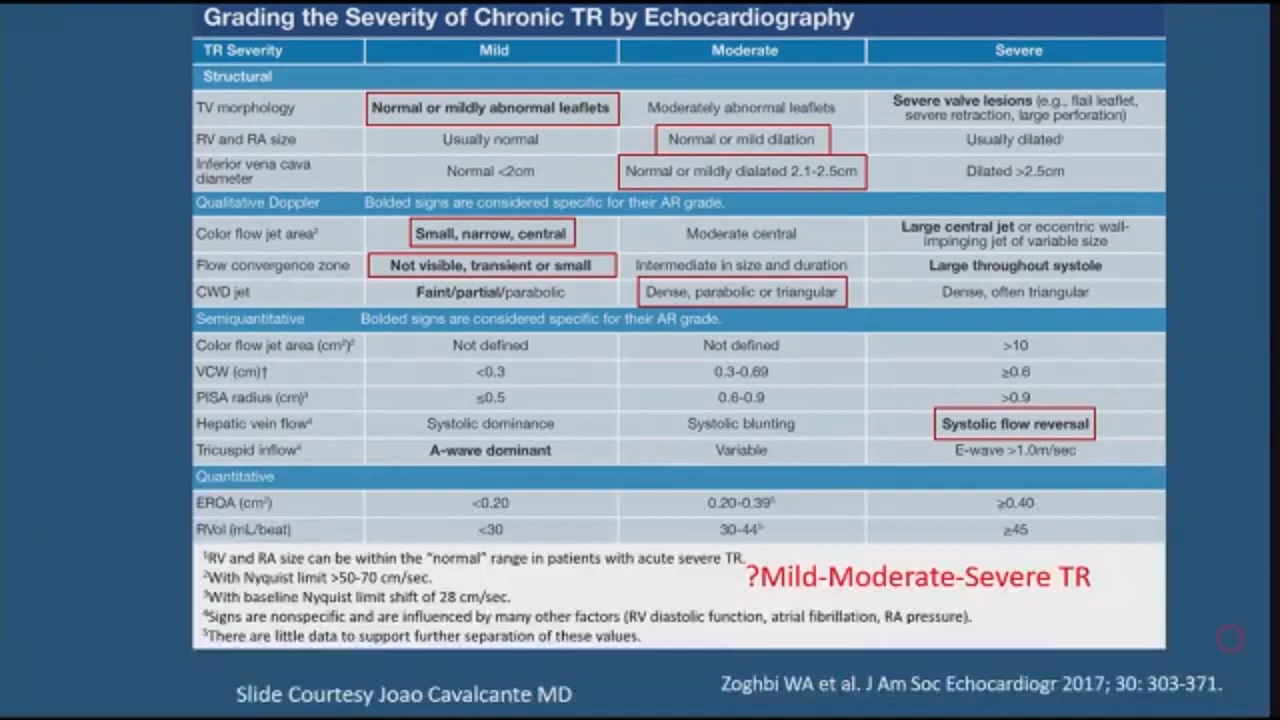 Grading the Severity of Chronic TR by Echocardiography
TR Severity Mild Moderate Severe
Structural
TV morphology Normal or mildly abnormal leaflets Moderately abnormal leaflets Severe valve lesions (e.g., flail leaflet, severe retraction, large perforation)
RV and RA size Usually normal Normal or mild dilation Usually dilated¹
Inferior vena cava diameter Normal <2cm Normal or mildly dialated 2.1-2.5cm Dilated >2.5cm
Qualitative Doppler Bolded signs are considered specific for their AR grade.
Color flow jet area² Small, narrow, central Moderate central Large central jet or eccentric wall-impinging jet of variable size
Flow convergence zone Not visible, transient or small Intermediate in size and duration Large throughout systole
CWD jet Faint/partial/parabolic Dense, parabolic or triangular Dense, often triangular
Semiquantitative Bolded signs are considered specific for their AR grade.
Color flow jet area (cm²)² Not defined Not defined >10
VCW (cm)† <0.3 0.3-0.69 ≥0.6
PISA radius (cm)³ ≤0.5 0.6-0.9 >0.9
Hepatic vein flow⁴ Systolic dominance Systolic blunting Systolic flow reversal
Tricuspid inflow⁴ A-wave dominant Variable E-wave >1.0m/sec
Quantitative
EROA (cm²) <0.20 0.20-0.39⁵ ≥0.40
RVol (mL/beat) <30 30-44⁵ ≥45
¹RV and RA size can be within the “normal” range in patients with acute severe TR.
²With Nyquist limit >50-70 cm/sec.
?Mild-Moderate-Severe TR
³With baseline Nyquist limit shift of 28 cm/sec.
⁴Signs are nonspecific and are influenced by many other factors (RV diastolic function, atrial fibrillation, RA pressure).
⁵There are little data to support further separation of these values.
Slide Courtesy Joao Cavalcante MD
Zoghbi WA et al. J Am Soc Echocardiogr 2017; 30: 303-371.